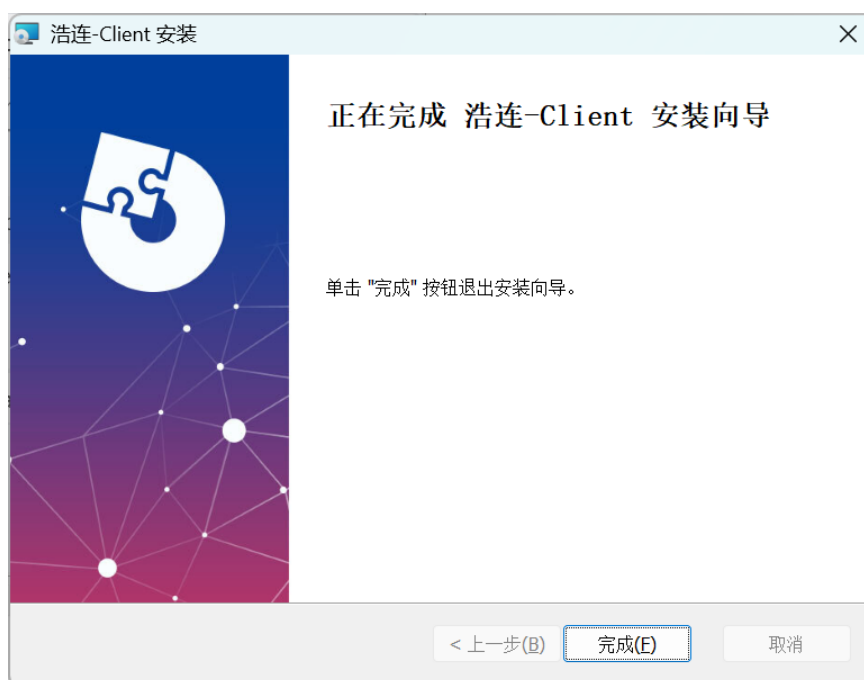 浩连-Client 安装
正在完成 浩连-Client 安装向导
单击 "完成" 按钮退出安装向导。
< 上一步(B)
完成(F)
取消